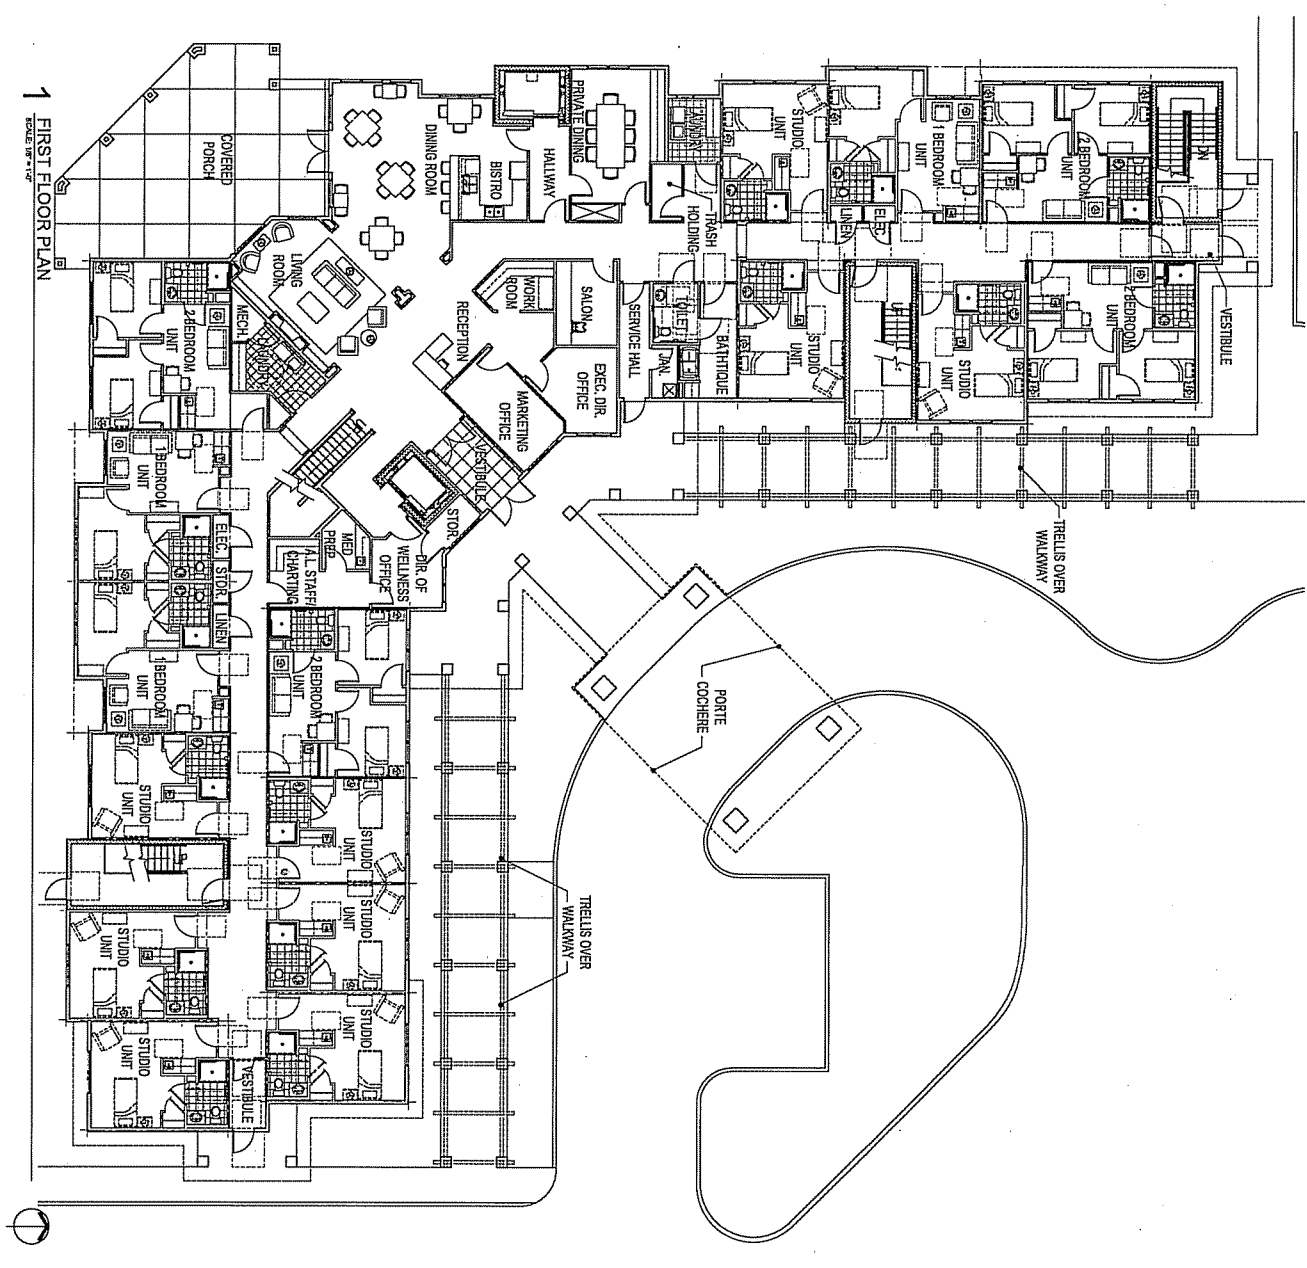 1
FIRST FLOOR PLAN
SCALE: 1/8" = 1'-0"
COVERED
PORCH
DINING ROOM
BISTRO
HALLWAY
PRIVATE DINING
LAUNDRY
TRASH
HOLDING
STUDIO
UNIT
LINEN
ELEC.
1 BEDROOM
UNIT
2 BEDROOM
UNIT
DN
VESTIBULE
LIVING
ROOM
MECH.
2 BEDROOM
UNIT
RECEPTION
WORK
ROOM
SALON
SERVICE HALL
TOILET
JAN.
BATHTIQUE
STUDIO
UNIT
UP
STUDIO
UNIT
2 BEDROOM
UNIT
EXEC. DIR.
OFFICE
MARKETING
OFFICE
VESTIBULE
STOR.
DIR. OF
WELLNESS
OFFICE
MED
PREP
A.L. STAFF/
CHARTING
1 BEDROOM
UNIT
ELEC.
STOR.
LINEN
1 BEDROOM
UNIT
2 BEDROOM
UNIT
STUDIO
UNIT
STUDIO
UNIT
STUDIO
UNIT
STUDIO
UNIT
STUDIO
UNIT
STUDIO
UNIT
VESTIBULE
TRELLIS OVER
WALKWAY
TRELLIS OVER
WALKWAY
PORTE
COCHERE